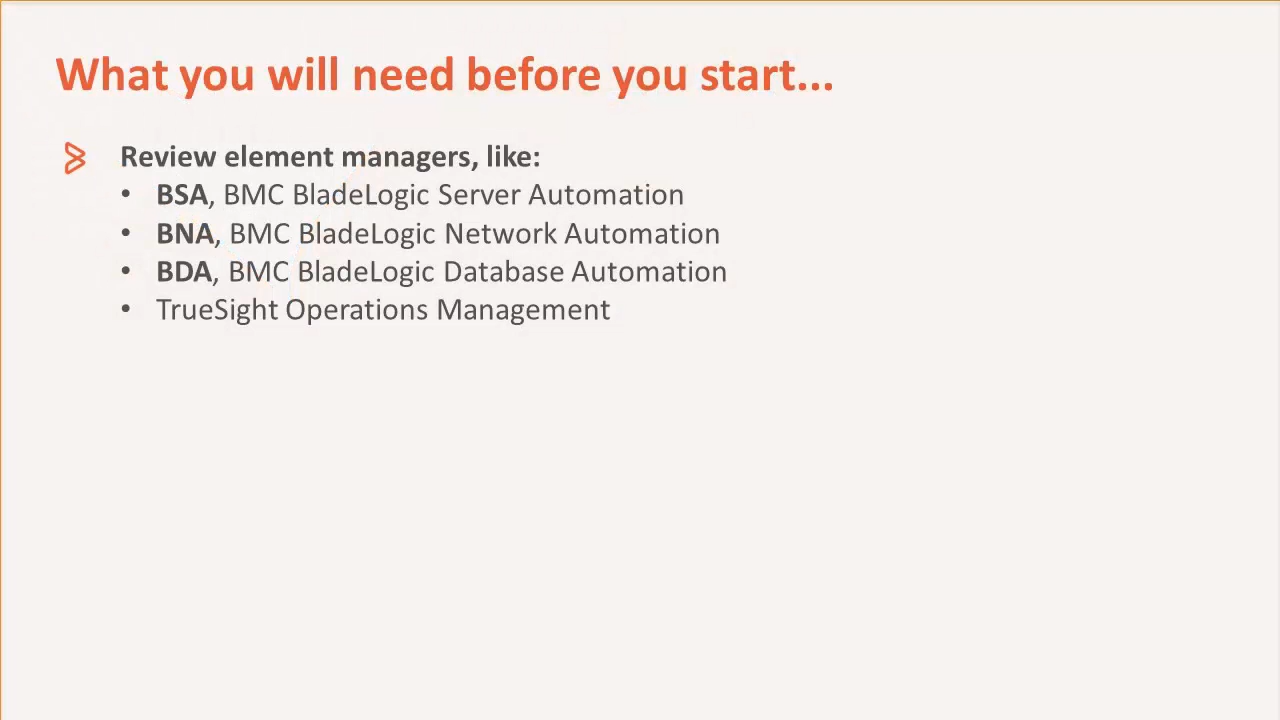 What you will need before you start...
Review element managers, like:
• BSA, BMC BladeLogic Server Automation
• BNA, BMC BladeLogic Network Automation
• BDA, BMC BladeLogic Database Automation
• TrueSight Operations Management